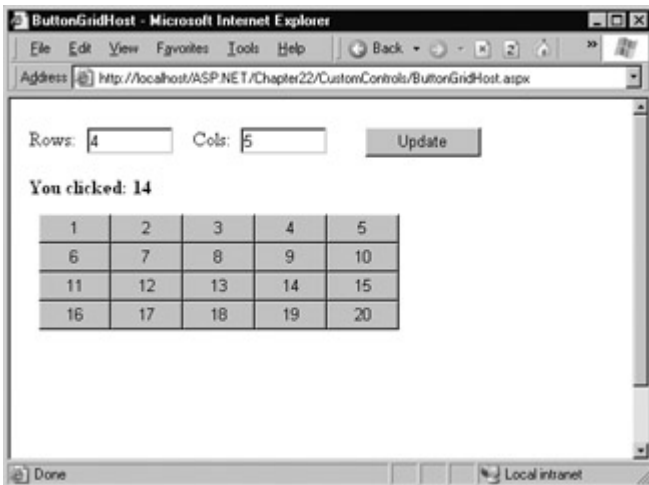 ButtonGridHost - Microsoft Internet Explorer
File Edit View Favorites Tools Help Back »
Address http://localhost/ASP.NET/Chapter22/CustomControls/ButtonGridHost.aspx
Rows: 4 Cols: 5 Update
You clicked: 14
1 2 3 4 5
6 7 8 9 10
11 12 13 14 15
16 17 18 19 20
Done Local intranet